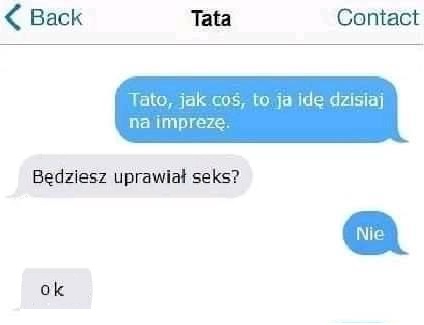 Back Tata Contact
Tato, jak coś, to ja idę dzisiaj
na imprezę.
Będziesz uprawiał seks?
Nie
ok